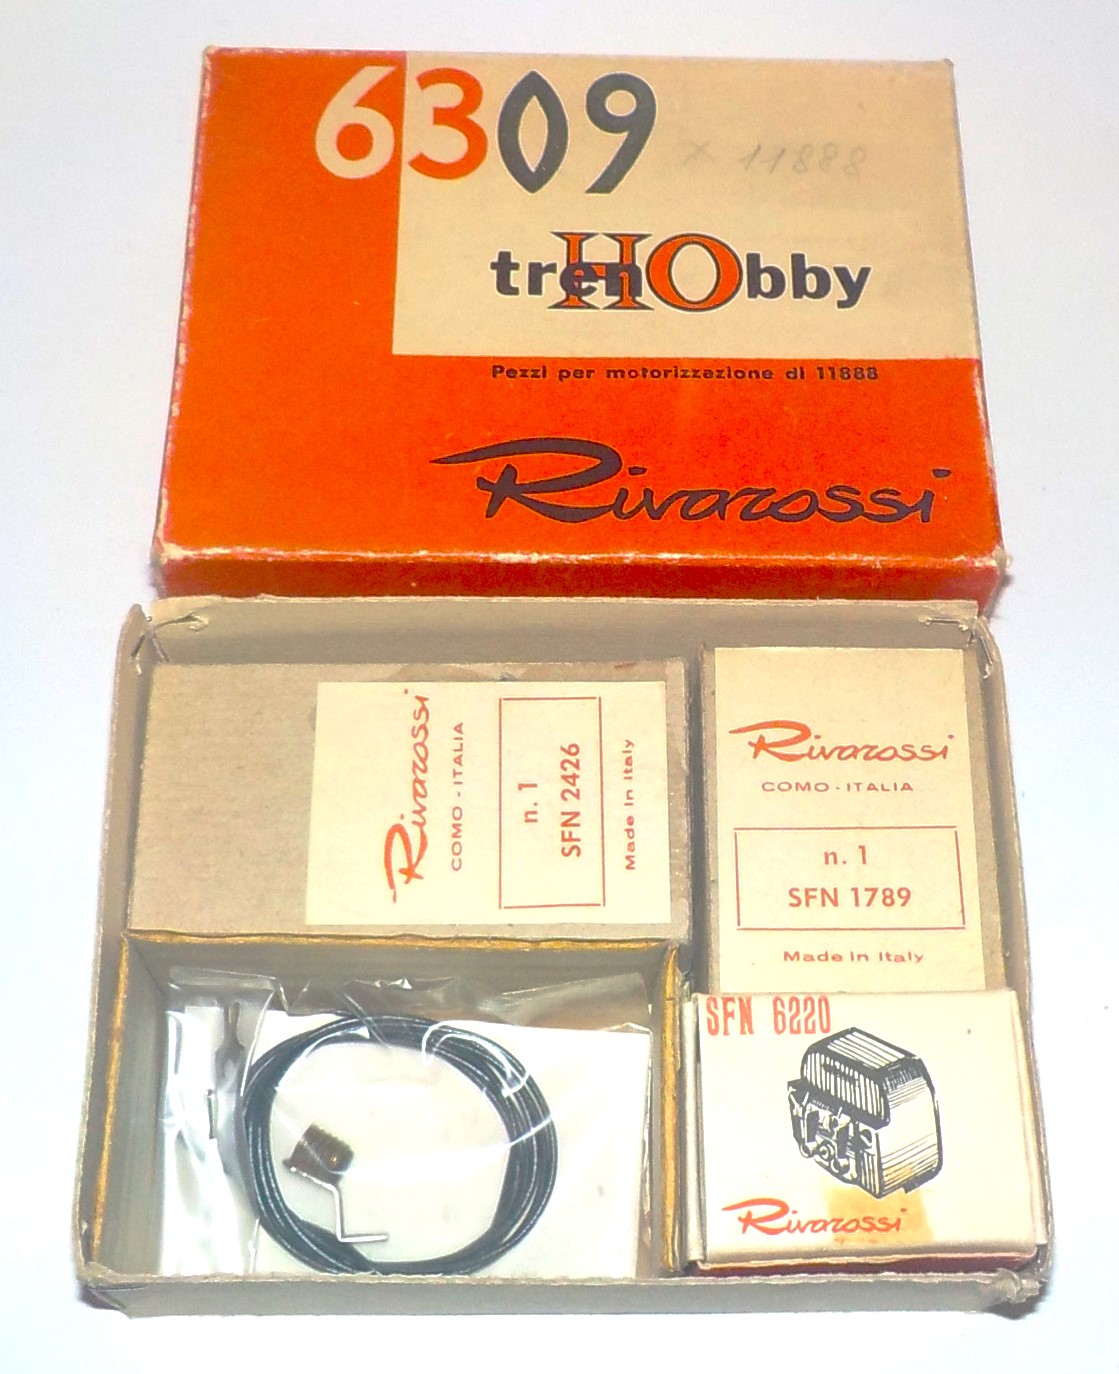 6309
x 11888
trenHObby
Pezzi per motorizzazione di 11888
Rivarossi
Rivarossi
COMO - ITALIA
n. 1
SFN 2426
Made in Italy
Rivarossi
COMO - ITALIA
n. 1
SFN 1789
Made in Italy
SFN 6220
Rivarossi